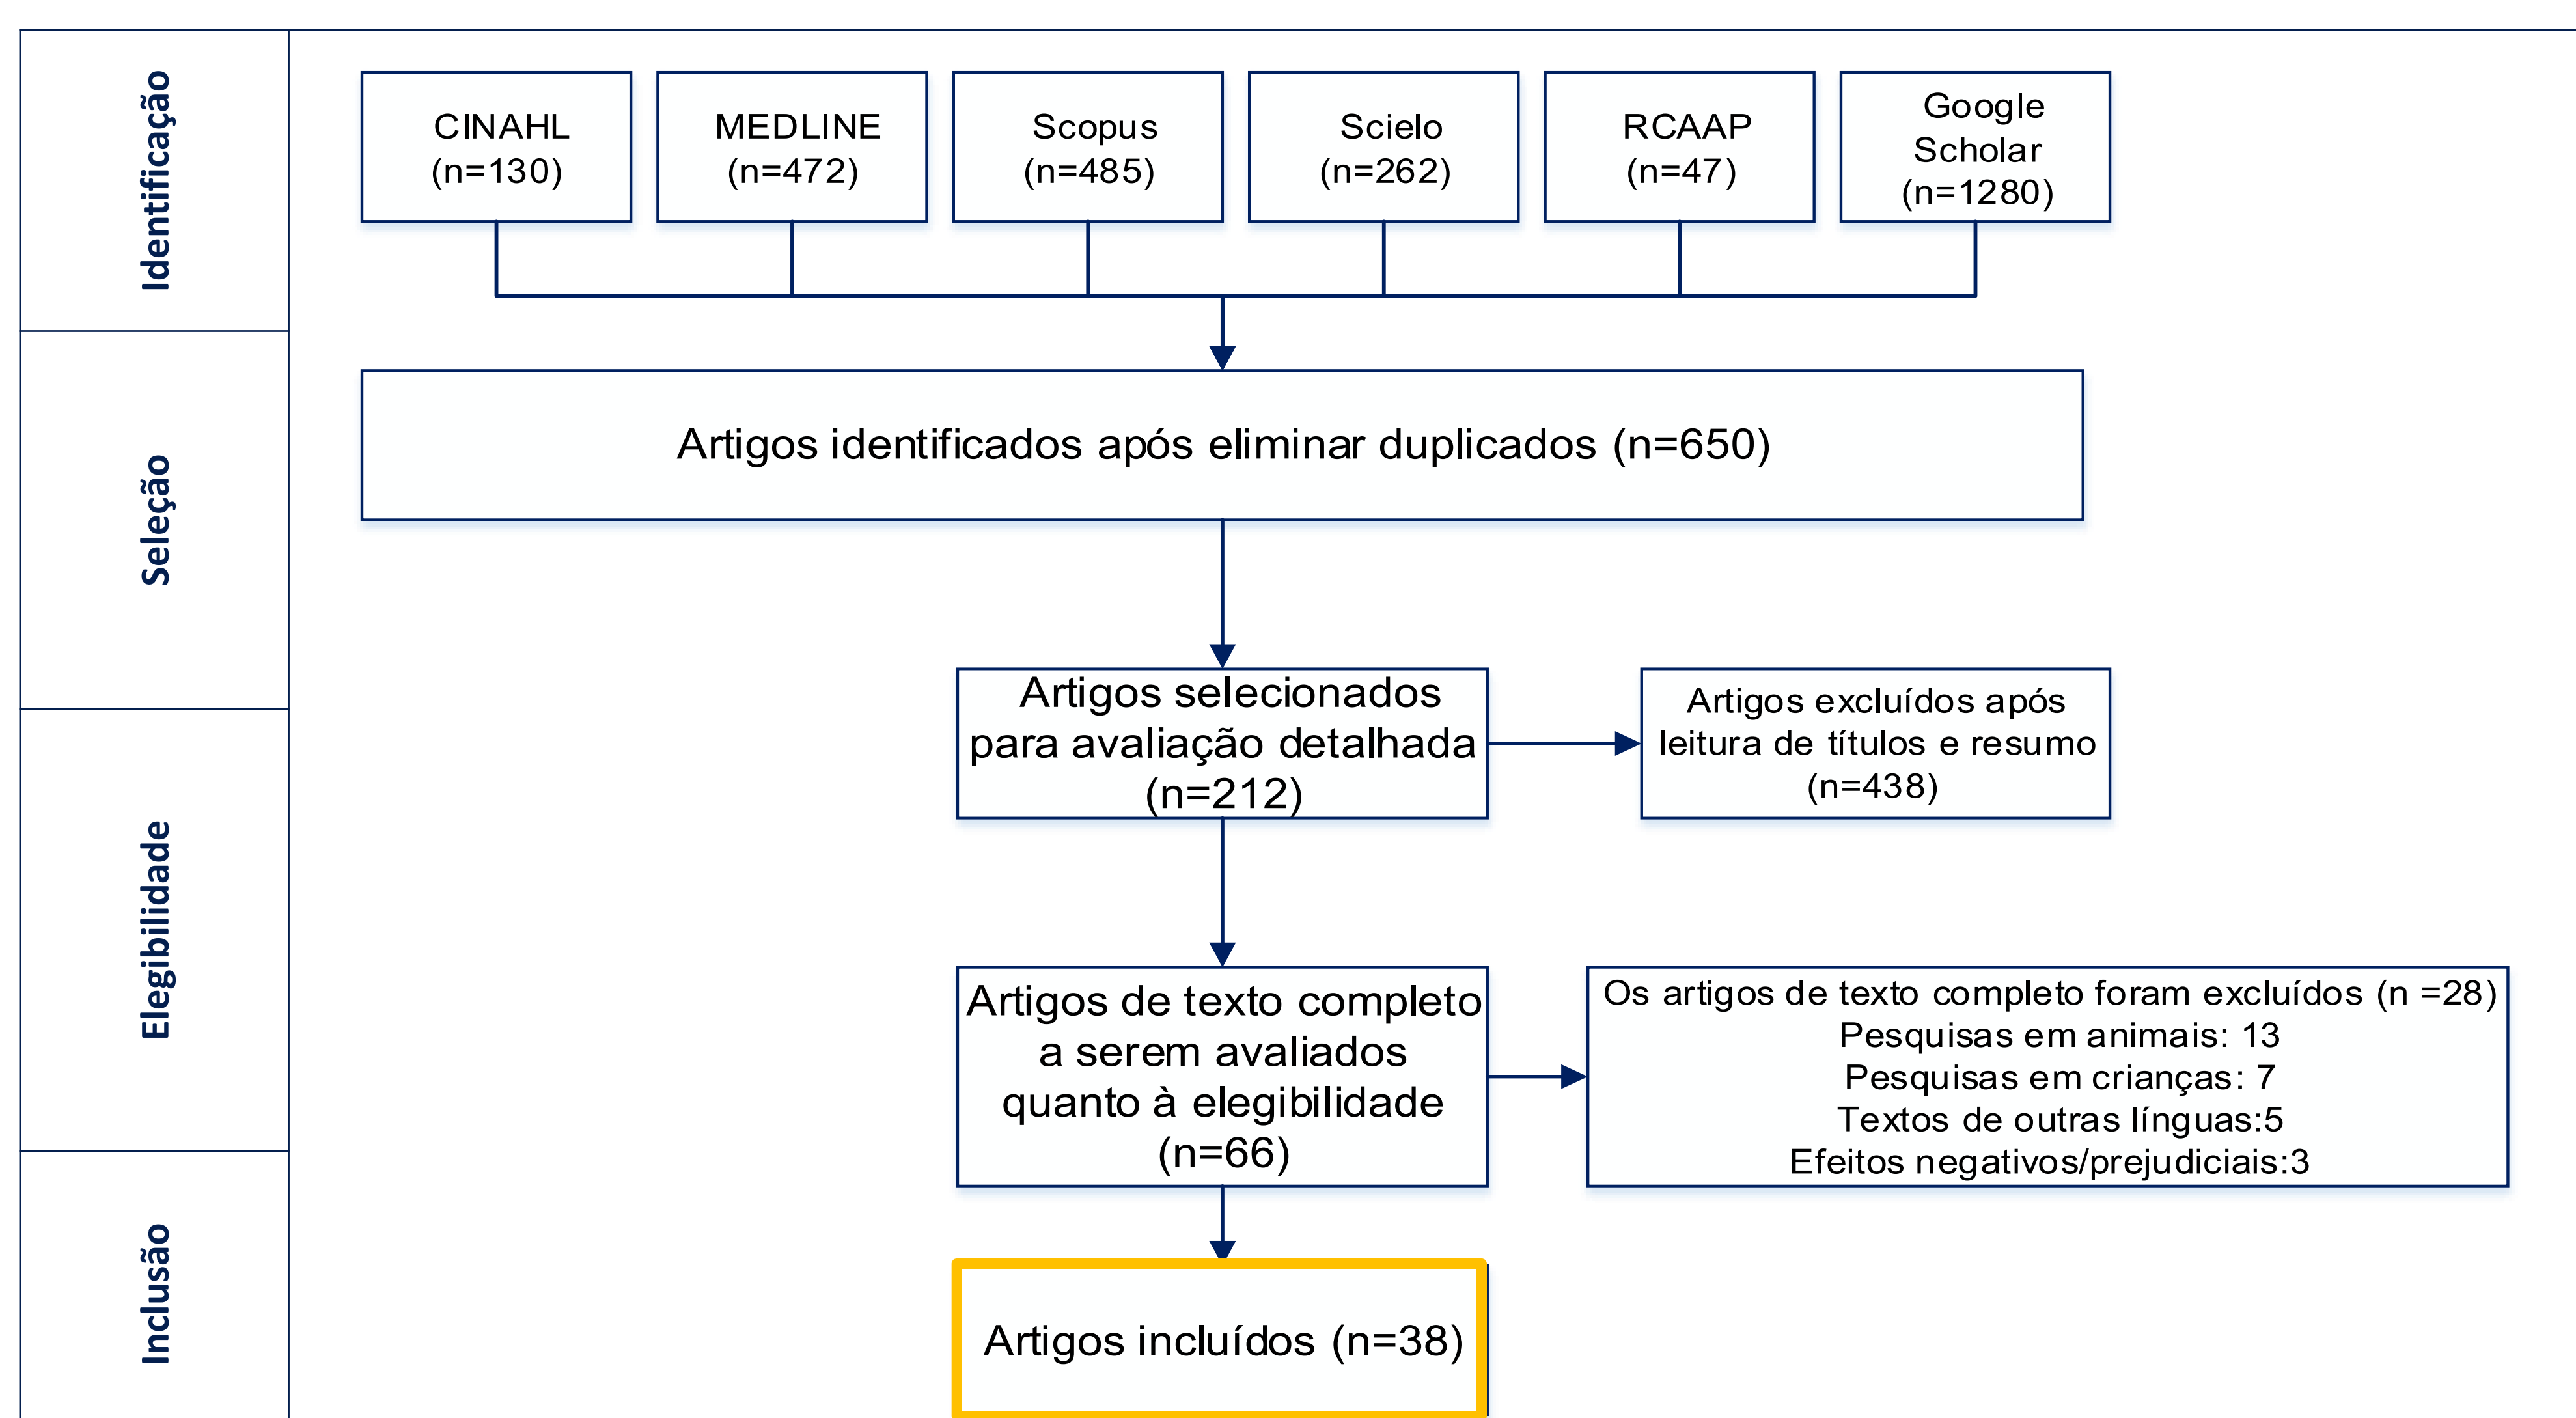 Identificação
CINAHL
(n=130)
MEDLINE
(n=472)
Scopus
(n=485)
Scielo
(n=262)
RCAAP
(n=47)
Google
Scholar
(n=1280)
Seleção
Artigos identificados após eliminar duplicados (n=650)
Artigos selecionados
para avaliação detalhada
(n=212)
Artigos excluídos após
leitura de títulos e resumo
(n=438)
Elegibilidade
Artigos de texto completo
a serem avaliados
quanto à elegibilidade
(n=66)
Os artigos de texto completo foram excluídos (n =28)
Pesquisas em animais: 13
Pesquisas em crianças: 7
Textos de outras línguas:5
Efeitos negativos/prejudiciais:3
Inclusão
Artigos incluídos (n=38)